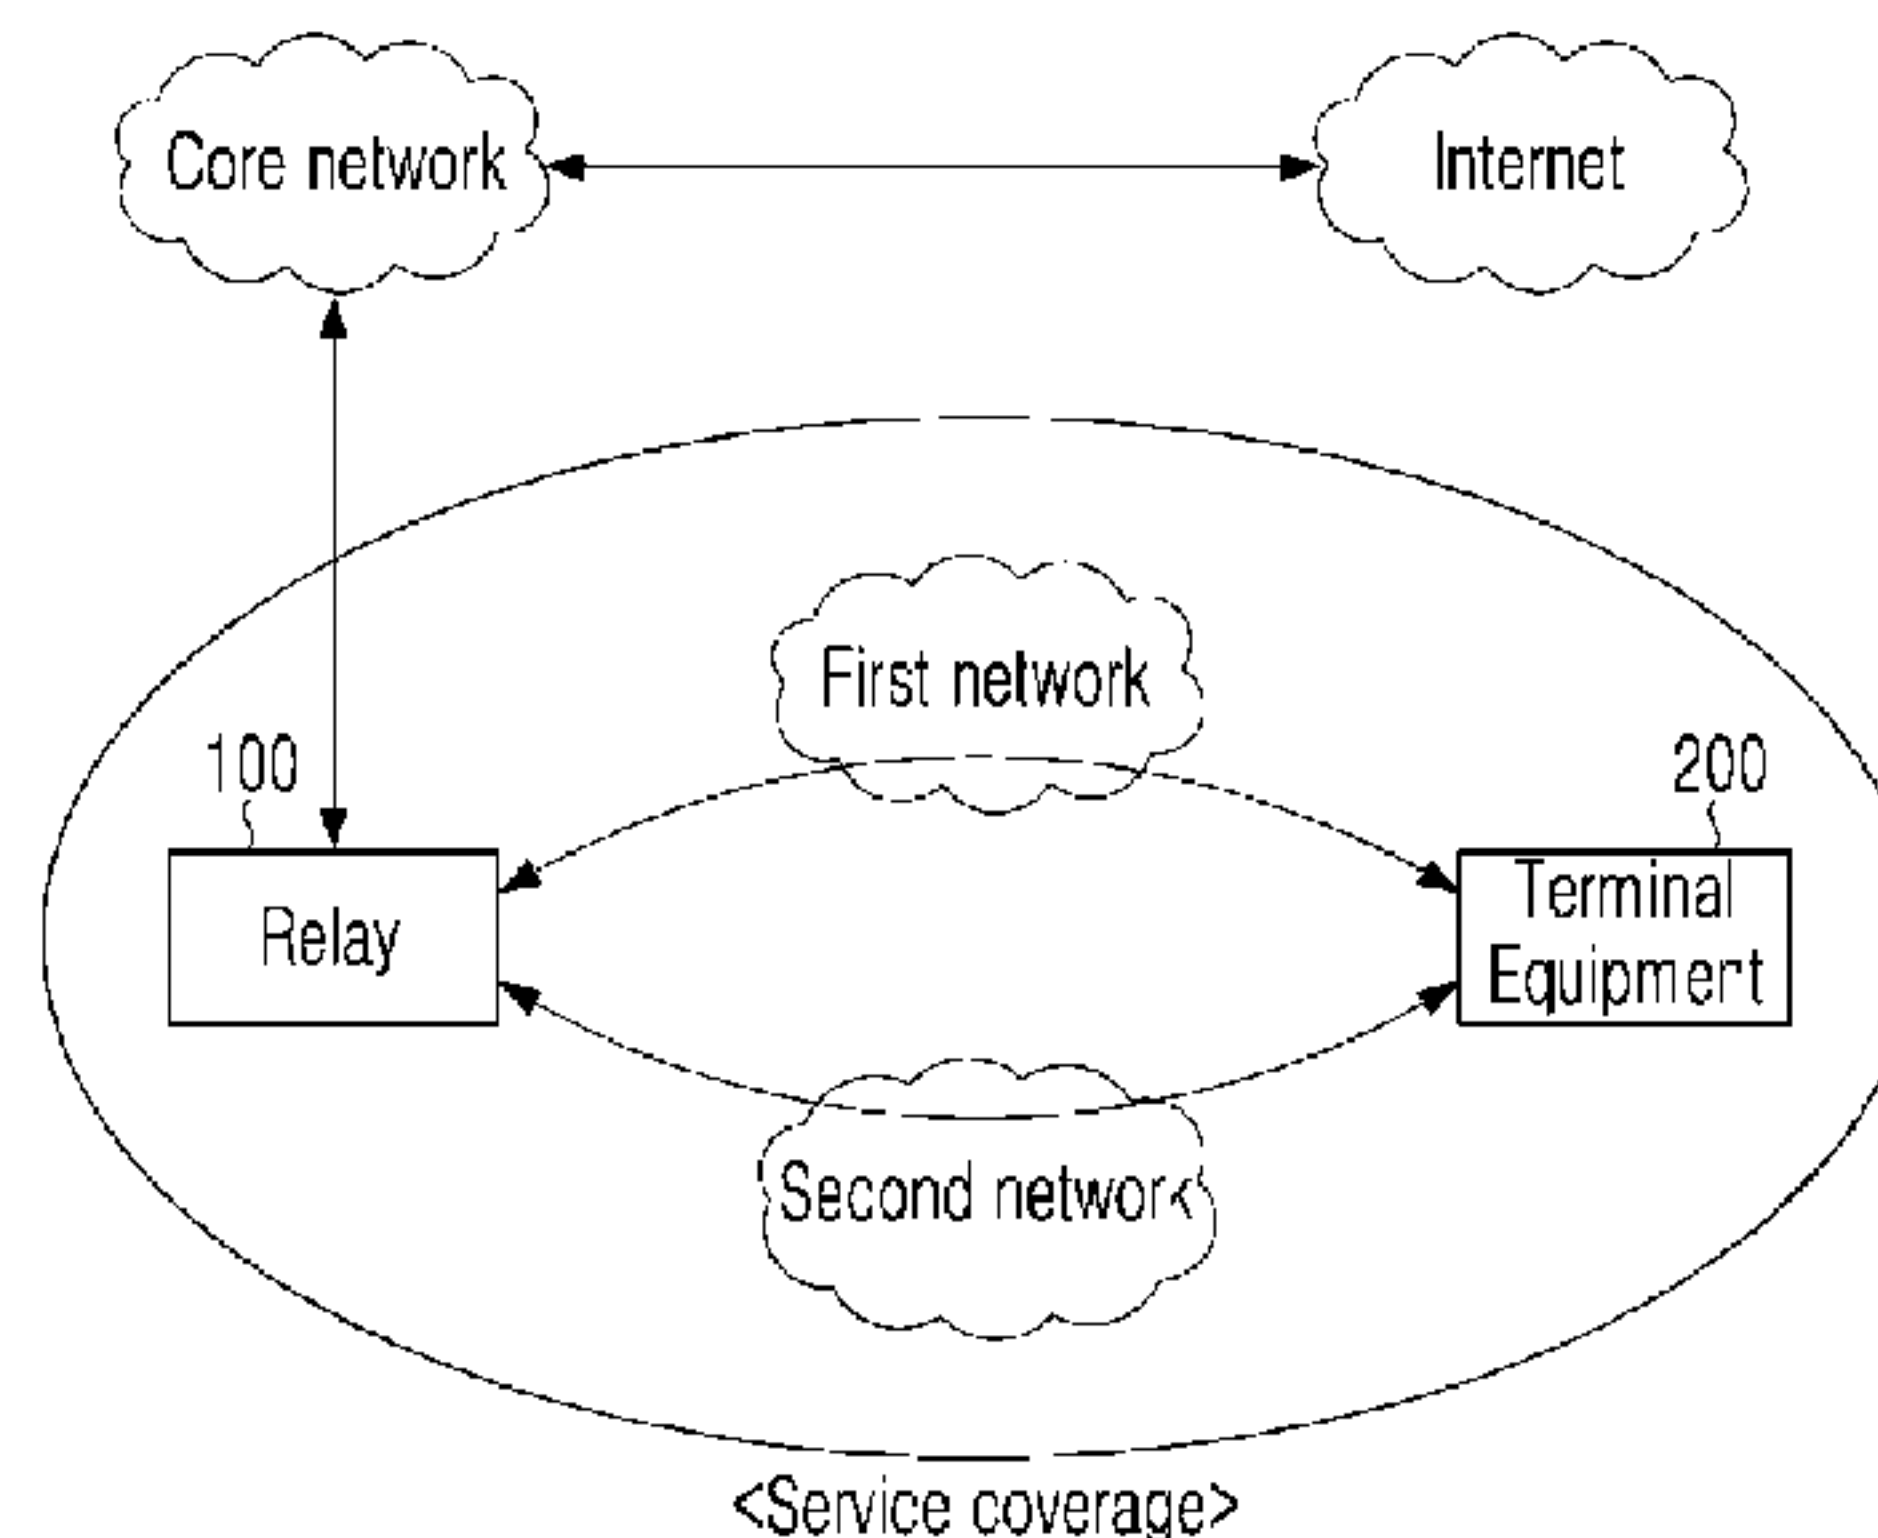 Core network
Internet
First network
100
200
Relay
Terminal
Equipment
Second network
<Service coverage>